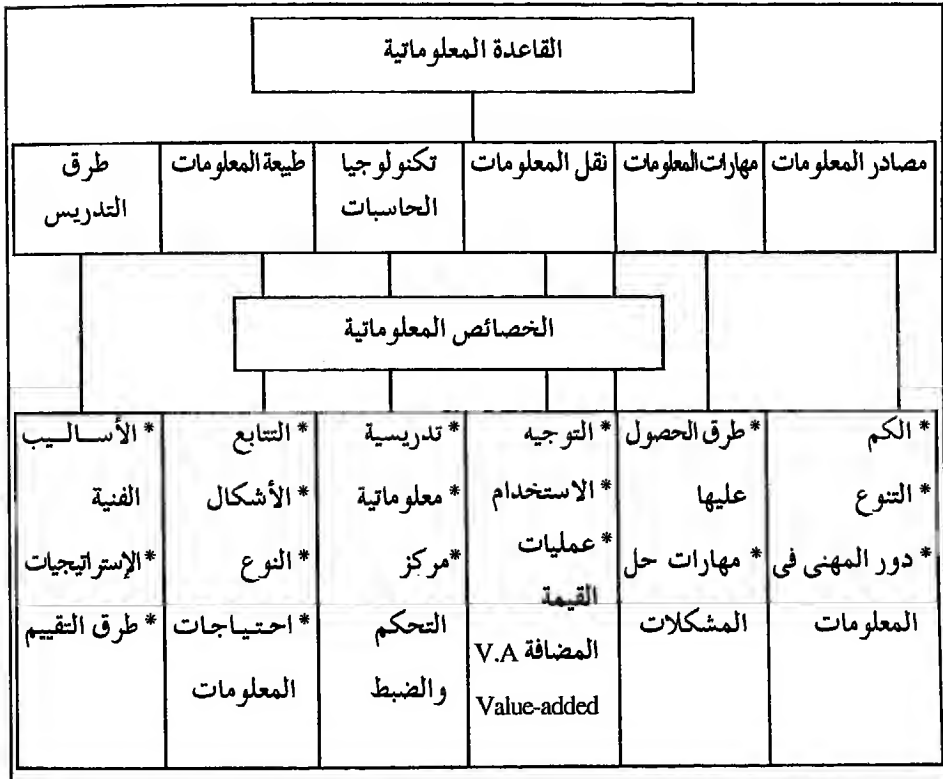 القاعدة المعلوماتية
مصادر المعلومات
مهارات المعلومات
نقل المعلومات
تكنولوجيا
الحاسبات
طبيعة المعلومات
طرق
التدريس
الخصائص المعلوماتية
* الكم
* التنوع
* دور المهنى فى
المعلومات
* طرق الحصول
عليها
* مهارات حل
المشكلات
* التوجيه
* الاستخدام
* عمليات
القيمة
المضافة V.A
Value-added
* تدريسية
* معلوماتية
* مركز
التحكم
والضبط
* التتابع
* الأشكال
* النوع
* احتياجات
المعلومات
* الأساليب
الفنية
* الإستراتيجيات
* طرق التقييم